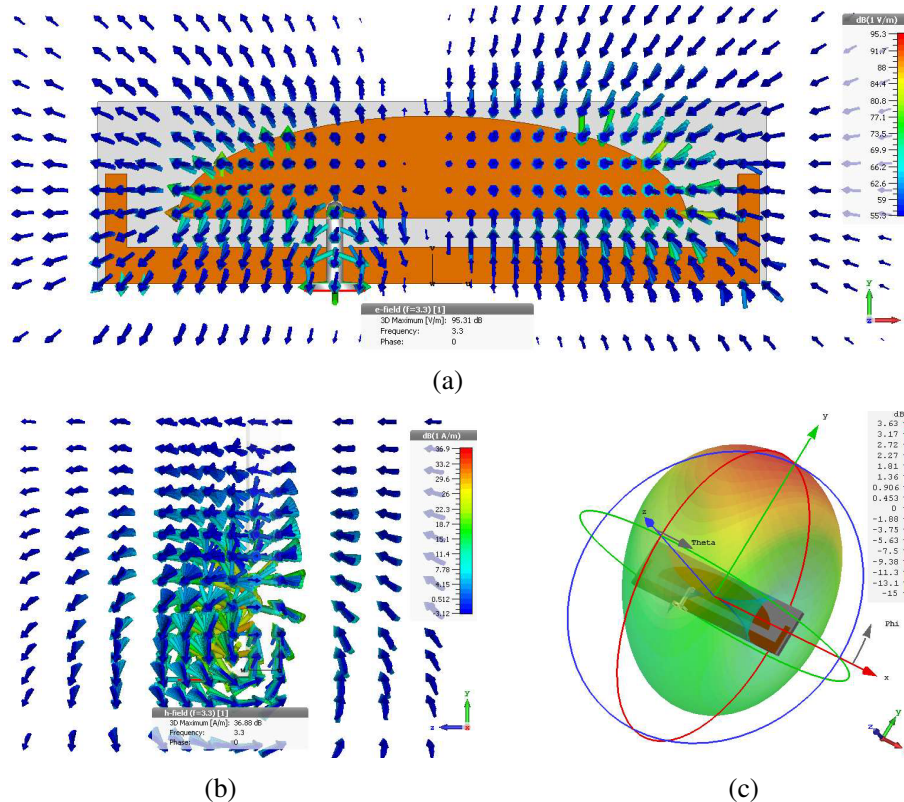 dB(1 V/m)
95.3
91.7
88
84.4
80.8
77.1
73.5
69.9
66.2
62.6
59
55.3
v
w
u
e-field (f=3.3) [1]
3D Maximum [V/m]: 95.31 dB
Frequency: 3.3
Phase: 0
y
z
(a)
dB(1 A/m)
36.9
33.2
29.6
26
22.3
18.7
15
11.4
7.78
4.15
0.512
-3.12
h-field (f=3.3) [1]
3D Maximum [A/m]: 36.88 dB
Frequency: 3.3
Phase: 0
y
z
(b)
y
z
Theta
Phi
x
dB
3.63
3.17
2.72
2.27
1.81
1.36
0.906
0.453
0
-1.88
-3.75
-5.63
-7.5
-9.38
-11.3
-13.1
-15
z
y
x
(c)